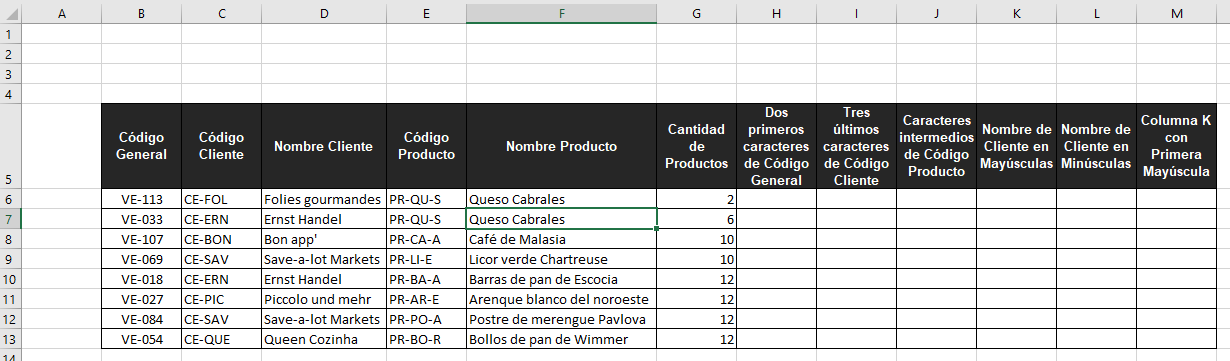 A B C D E F G H I J K L M
1
2
3
4
5 Código General Código Cliente Nombre Cliente Código Producto Nombre Producto Cantidad de Productos Dos primeros caracteres de Código General Tres últimos caracteres de Código Cliente Caracteres intermedios de Código Producto Nombre de Cliente en Mayúsculas Nombre de Cliente en Minúsculas Columna K con Primera Mayúscula
6 VE-113 CE-FOL Folies gourmandes PR-QU-S Queso Cabrales 2
7 VE-033 CE-ERN Ernst Handel PR-QU-S Queso Cabrales 6
8 VE-107 CE-BON Bon app' PR-CA-A Café de Malasia 10
9 VE-069 CE-SAV Save-a-lot Markets PR-LI-E Licor verde Chartreuse 10
10 VE-018 CE-ERN Ernst Handel PR-BA-A Barras de pan de Escocia 12
11 VE-027 CE-PIC Piccolo und mehr PR-AR-E Arenque blanco del noroeste 12
12 VE-084 CE-SAV Save-a-lot Markets PR-PO-A Postre de merengue Pavlova 12
13 VE-054 CE-QUE Queen Cozinha PR-BO-R Bollos de pan de Wimmer 12
14